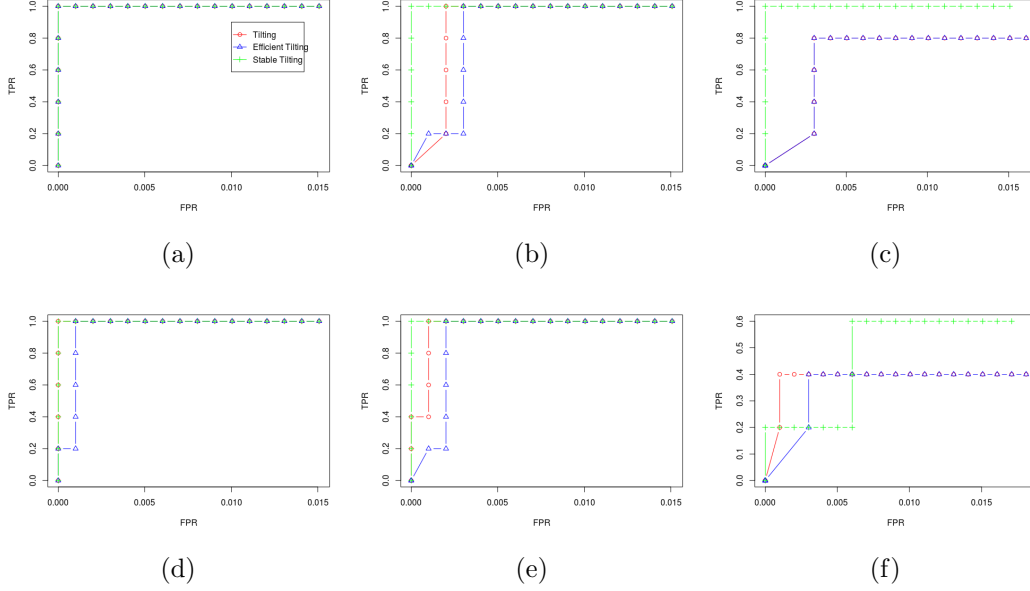 TPR
0.0 0.2 0.4 0.6 0.8 1.0
Tilting
Efficient Tilting
Stable Tilting
0.000 0.005 0.010 0.015
FPR
(a)
TPR
0.0 0.2 0.4 0.6 0.8 1.0
0.000 0.005 0.010 0.015
FPR
(b)
TPR
0.0 0.2 0.4 0.6 0.8 1.0
0.000 0.005 0.010 0.015
FPR
(c)
TPR
0.0 0.2 0.4 0.6 0.8 1.0
0.000 0.005 0.010 0.015
FPR
(d)
TPR
0.0 0.2 0.4 0.6 0.8 1.0
0.000 0.005 0.010 0.015
FPR
(e)
TPR
0.0 0.1 0.2 0.3 0.4 0.5 0.6
0.000 0.005 0.010 0.015
FPR
(f)